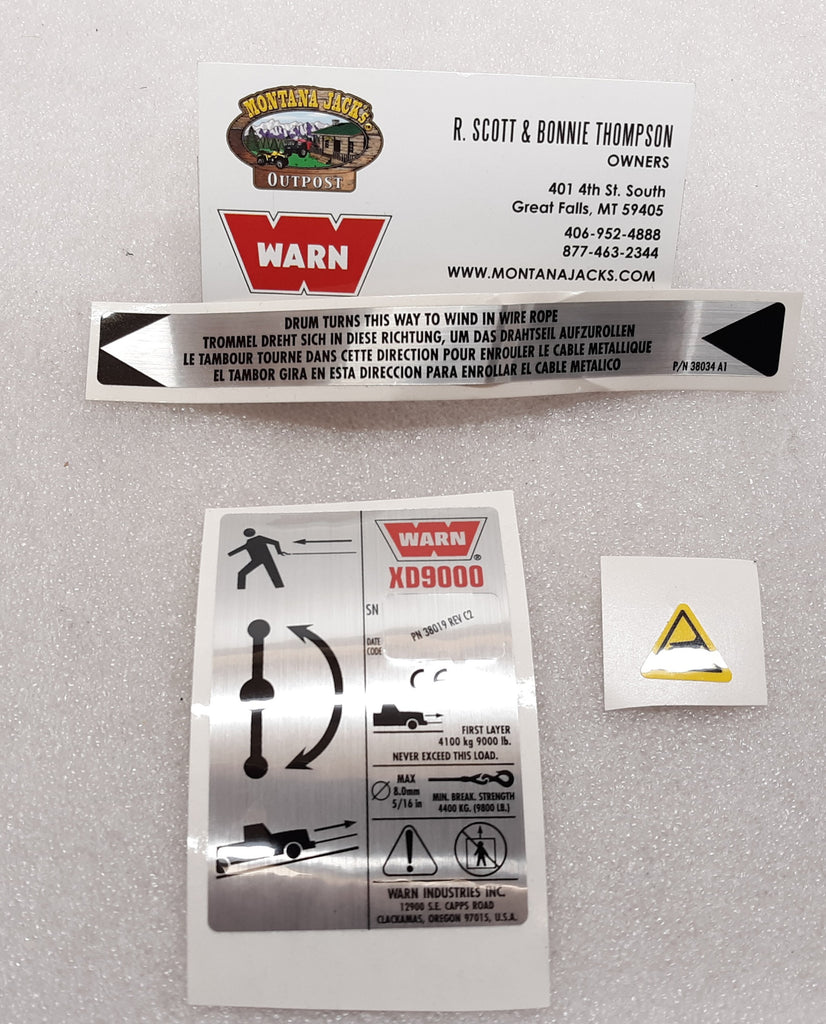 MONTANA JACK'S
OUTPOST
WARN
R. SCOTT & BONNIE THOMPSON
OWNERS
401 4th St. South
Great Falls, MT 59405
406-952-4888
877-463-2344
WWW.MONTANAJACKS.COM
DRUM TURNS THIS WAY TO WIND IN WIRE ROPE
TROMMEL DREHT SICH IN DIESE RICHTUNG, UM DAS DRAHTSEIL AUFZUROLLEN
LE TAMBOUR TOURNE DANS CETTE DIRECTION POUR ENROULER LE CABLE METALLIQUE
EL TAMBOR GIRA EN ESTA DIRECCION PARA ENROLLAR EL CABLE METALICO
P/N 38034 A1
WARN®
XD9000
SN
PN 38019 REV C2
DATE
CODE
CE
FIRST LAYER
4100 kg 9000 lb.
NEVER EXCEED THIS LOAD.
MAX
8.0mm
5/16 in
MIN. BREAK. STRENGTH
4400 KG. (9800 LB.)
WARN INDUSTRIES INC.
12900 S.E. CAPPS ROAD
CLACKAMAS, OREGON 97015, U.S.A.